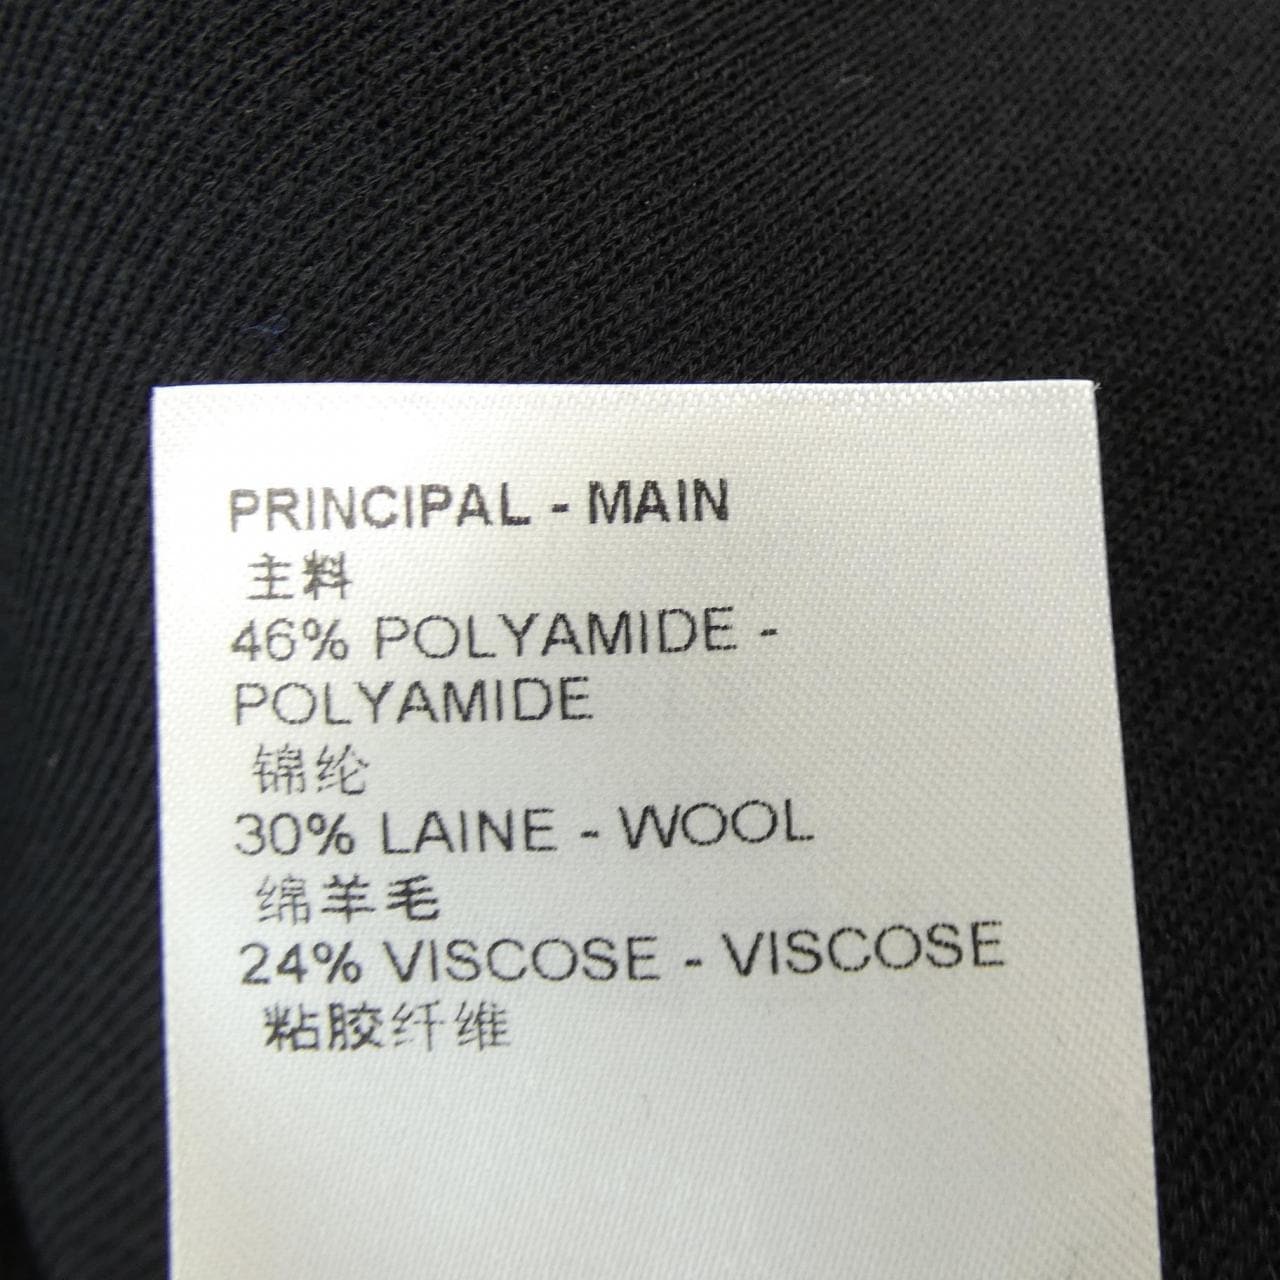 PRINCIPAL - MAIN
主料
46% POLYAMIDE -
POLYAMIDE
锦纶
30% LAINE - WOOL
绵羊毛
24% VISCOSE - VISCOSE
粘胶纤维